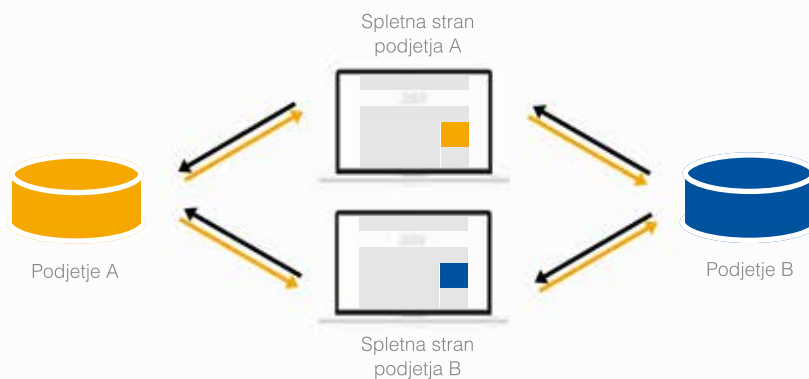 Spletna stran
podjetja A
Podjetje A
Podjetje B
Spletna stran
podjetja B